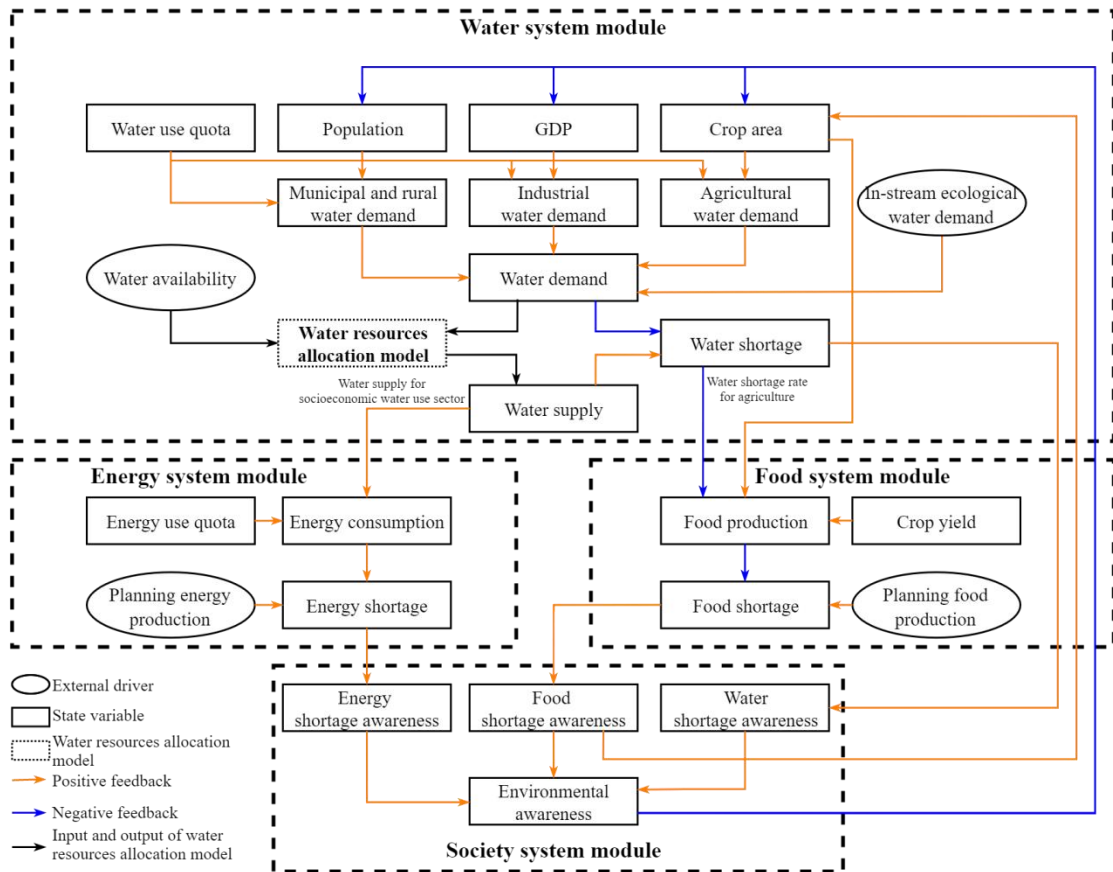 Water system module
Water use quota
Population
GDP
Crop area
Municipal and rural
water demand
Industrial
water demand
Agricultural
water demand
In-stream ecological
water demand
Water availability
Water demand
Water resources
allocation model
Water shortage
Water supply for
socioeconomic water use sector
Water supply
Water shortage rate
for agriculture
Energy system module
Food system module
Energy use quota
Energy consumption
Food production
Crop yield
Planning energy
production
Energy shortage
Food shortage
Planning food
production
External driver
State variable
Water resources allocation
model
Positive feedback
Negative feedback
Input and output of water
resources allocation model
Energy
shortage awareness
Food
shortage awareness
Water
shortage awareness
Environmental
awareness
Society system module